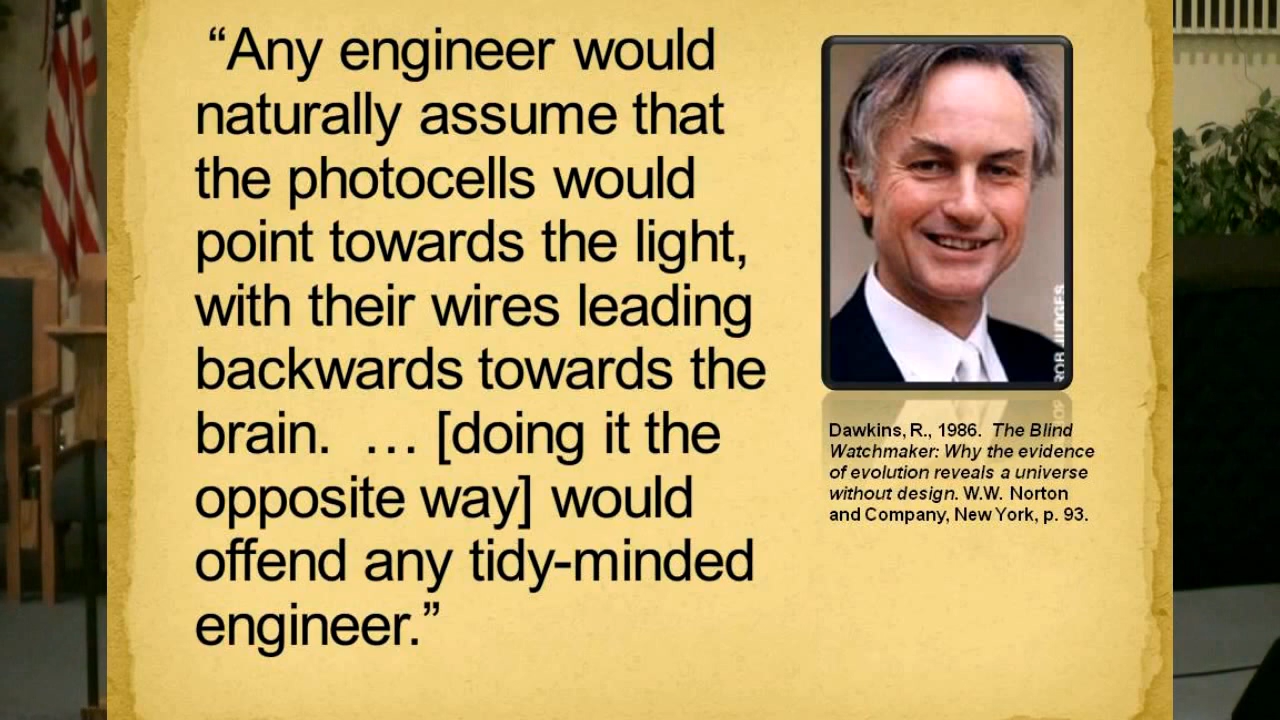 “Any engineer would
naturally assume that
the photocells would
point towards the light,
with their wires leading
backwards towards the
brain.  … [doing it the
opposite way] would
offend any tidy-minded
engineer.”
ROB JUDGES
Dawkins, R., 1986.  The Blind
Watchmaker: Why the evidence
of evolution reveals a universe
without design. W.W. Norton
and Company, New York, p. 93.